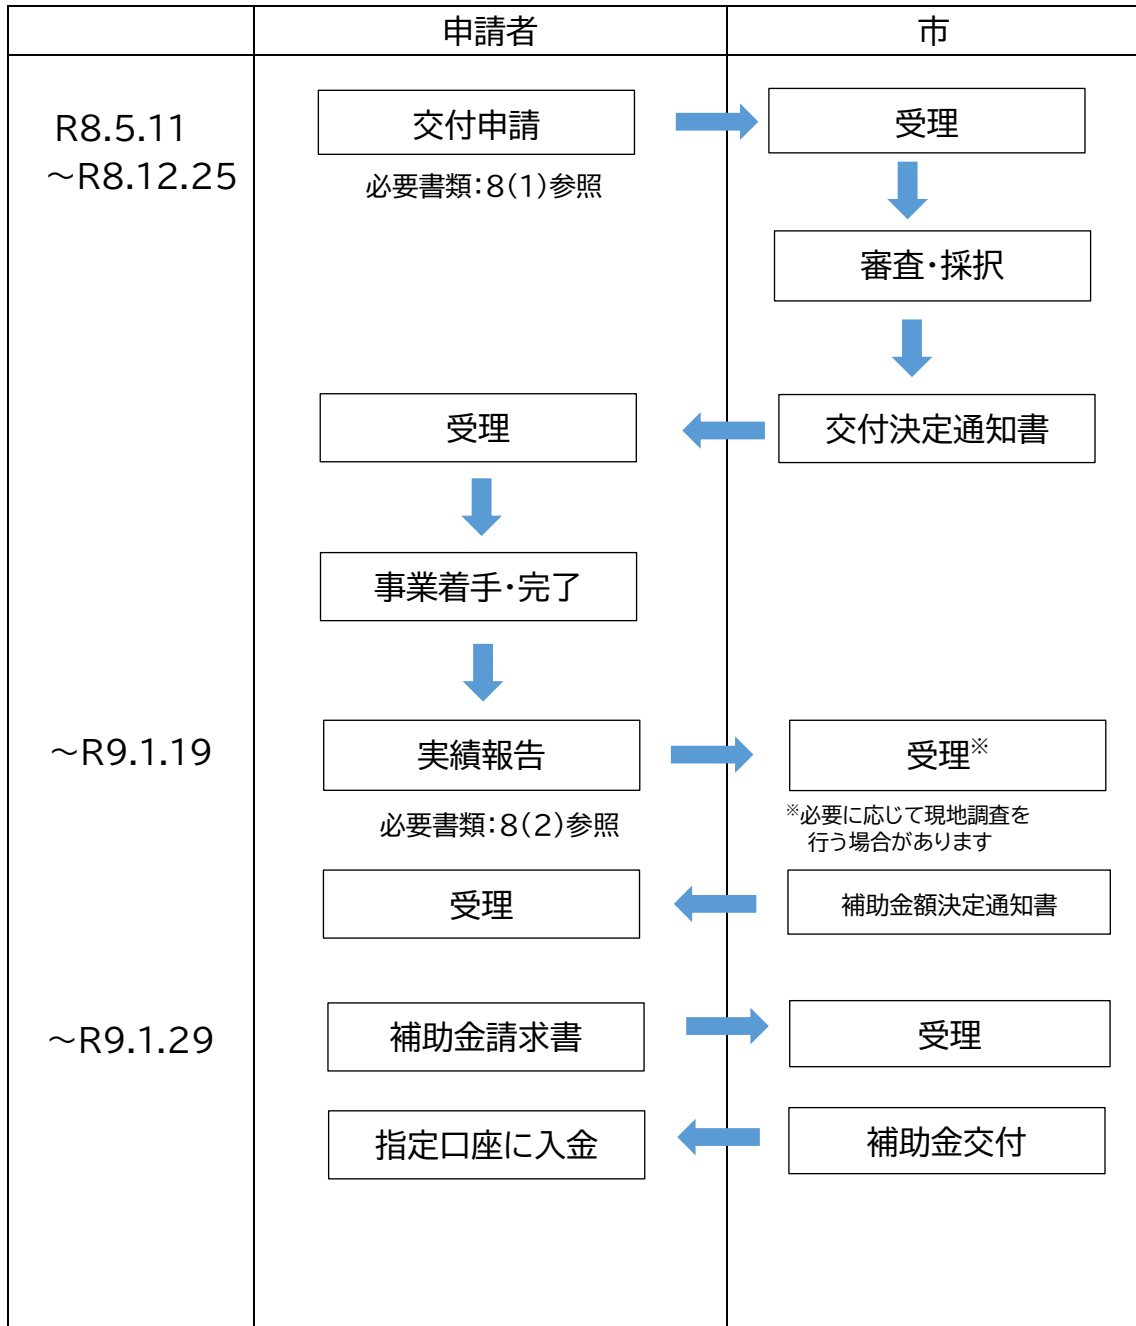 申請者
市
R8.5.11
～R8.12.25
交付申請
受理
必要書類：8(1)参照
審査・採択
受理
交付決定通知書
事業着手・完了
～R9.1.19
実績報告
受理※
必要書類：8(2)参照
※必要に応じて現地調査を
行う場合があります
受理
補助金額決定通知書
～R9.1.29
補助金請求書
受理
指定口座に入金
補助金交付